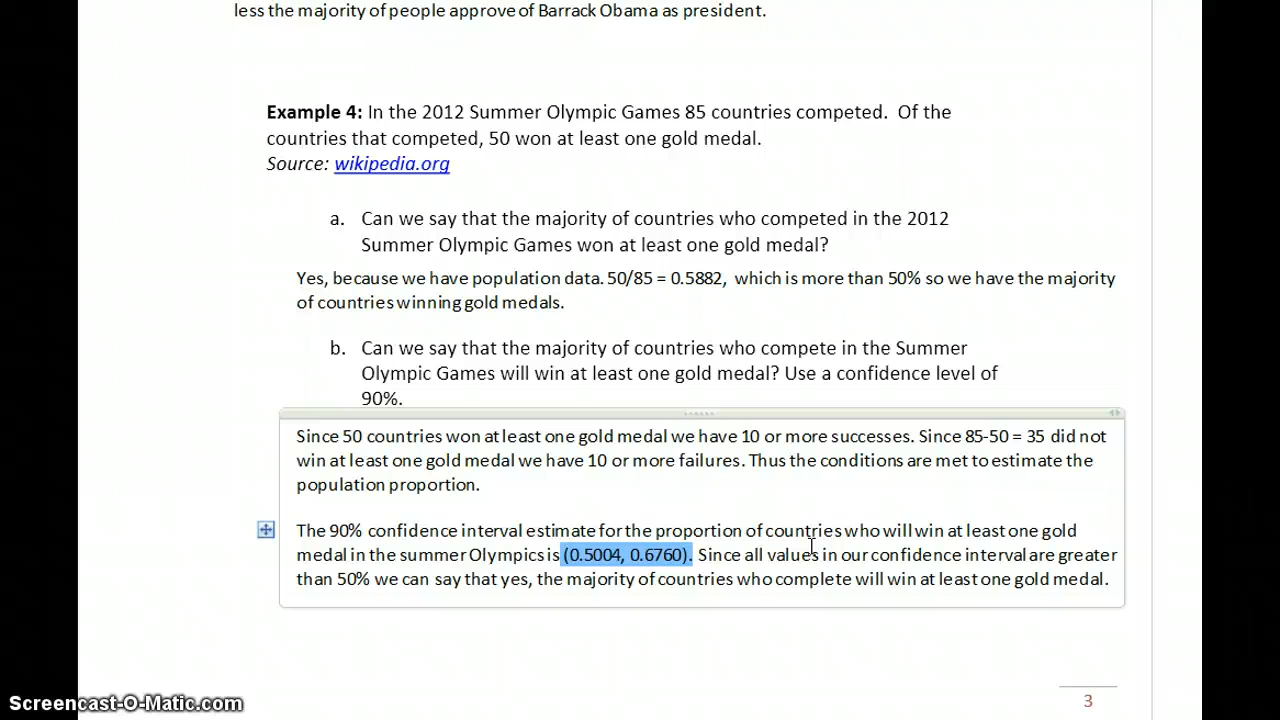 less the majority of people approve of Barrack Obama as president.
Example 4: In the 2012 Summer Olympic Games 85 countries competed. Of the
countries that competed, 50 won at least one gold medal.
Source: wikipedia.org
a. Can we say that the majority of countries who competed in the 2012
Summer Olympic Games won at least one gold medal?
Yes, because we have population data. 50/85 = 0.5882, which is more than 50% so we have the majority
of countries winning gold medals.
b. Can we say that the majority of countries who compete in the Summer
Olympic Games will win at least one gold medal? Use a confidence level of
90%.
Since 50 countries won at least one gold medal we have 10 or more successes. Since 85-50 = 35 did not
win at least one gold medal we have 10 or more failures. Thus the conditions are met to estimate the
population proportion.
The 90% confidence interval estimate for the proportion of countries who will win at least one gold
medal in the summer Olympics is (0.5004, 0.6760). Since all values in our confidence interval are greater
than 50% we can say that yes, the majority of countries who complete will win at least one gold medal.
3
Screencast-O-Matic.com